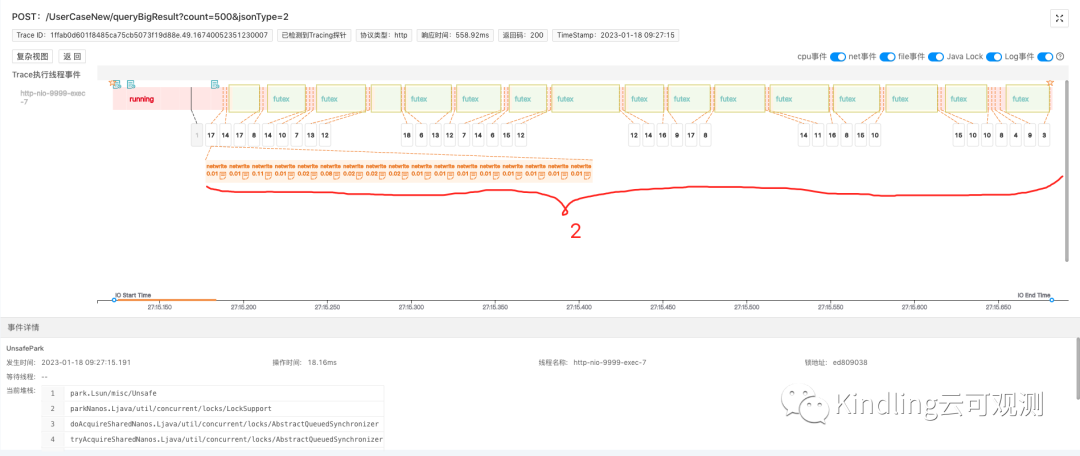 POST：/UserCaseNew/queryBigResult?count=500&jsonType=2
Trace ID：1ffab0d601f8485ca75cb5073f19d88e.49.16740052351230007 已检测到Tracing探针 协议类型：http 响应时间：558.92ms 返回码：200 TimeStamp：2023-01-18 09:27:15
复杂视图 返 回 cpu事件 net事件 file事件 Java Lock Log事件
Trace执行线程事件
http-nio-9999-exec-7
running futex futex futex futex futex futex futex futex futex futex futex futex futex futex futex
1 17 14 17 8 14 10 7 13 12 18 6 13 12 7 14 6 15 12 12 14 16 9 17 8 14 11 16 8 15 10 15 10 10 8 4 9 3
netwrite netwrite netwrite netwrite netwrite netwrite netwrite netwrite netwrite netwrite netwrite netwrite netwrite netwrite netwrite netwrite netwrite
0.01 0.01 0.11 0.02 0.02 0.08 0.02 0.02 0.02 0.01 0.01 0.01 0.01 0.01 0.01 0.01 0.01
2
IO Start Time IO End Time
27:15.150 27:15.200 27:15.300 27:15.350 27:15.400 27:15.450 27:15.500 27:15.550 27:15.600 27:15.650
事件详情
UnsafePark
发生时间: 2023-01-18 09:27:15.191 操作时间: 18.16ms 线程名称: http-nio-9999-exec-7 锁地址: ed809038
等待线程: --
当前堆栈:
1 park.Lsun/misc/Unsafe
2 parkNanos.Ljava/util/concurrent/locks/LockSupport
3 doAcquireSharedNanos.Ljava/util/concurrent/locks/AbstractQueuedSynchronizer
4 tryAcquireSharedNanos.Ljava/util/concurrent/locks/AbstractQueuedSynchronizer
Kindling云可观测